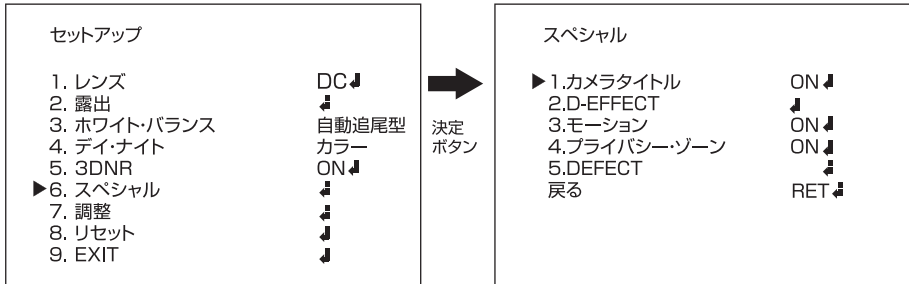 セットアップ
1. レンズ DC↲
2. 露出 ↲
3. ホワイト・バランス 自動追尾型
4. デイ・ナイト カラー
5. 3DNR ON↲
▶6. スペシャル ↲
7. 調整 ↲
8. リセット ↲
9. EXIT ↲
決定
ボタン
スペシャル
▶1.カメラタイトル ON↲
2.D-EFFECT ↲
3.モーション ON↲
4.プライバシー・ゾーン ON↲
5.DEFECT ↲
戻る RET↲